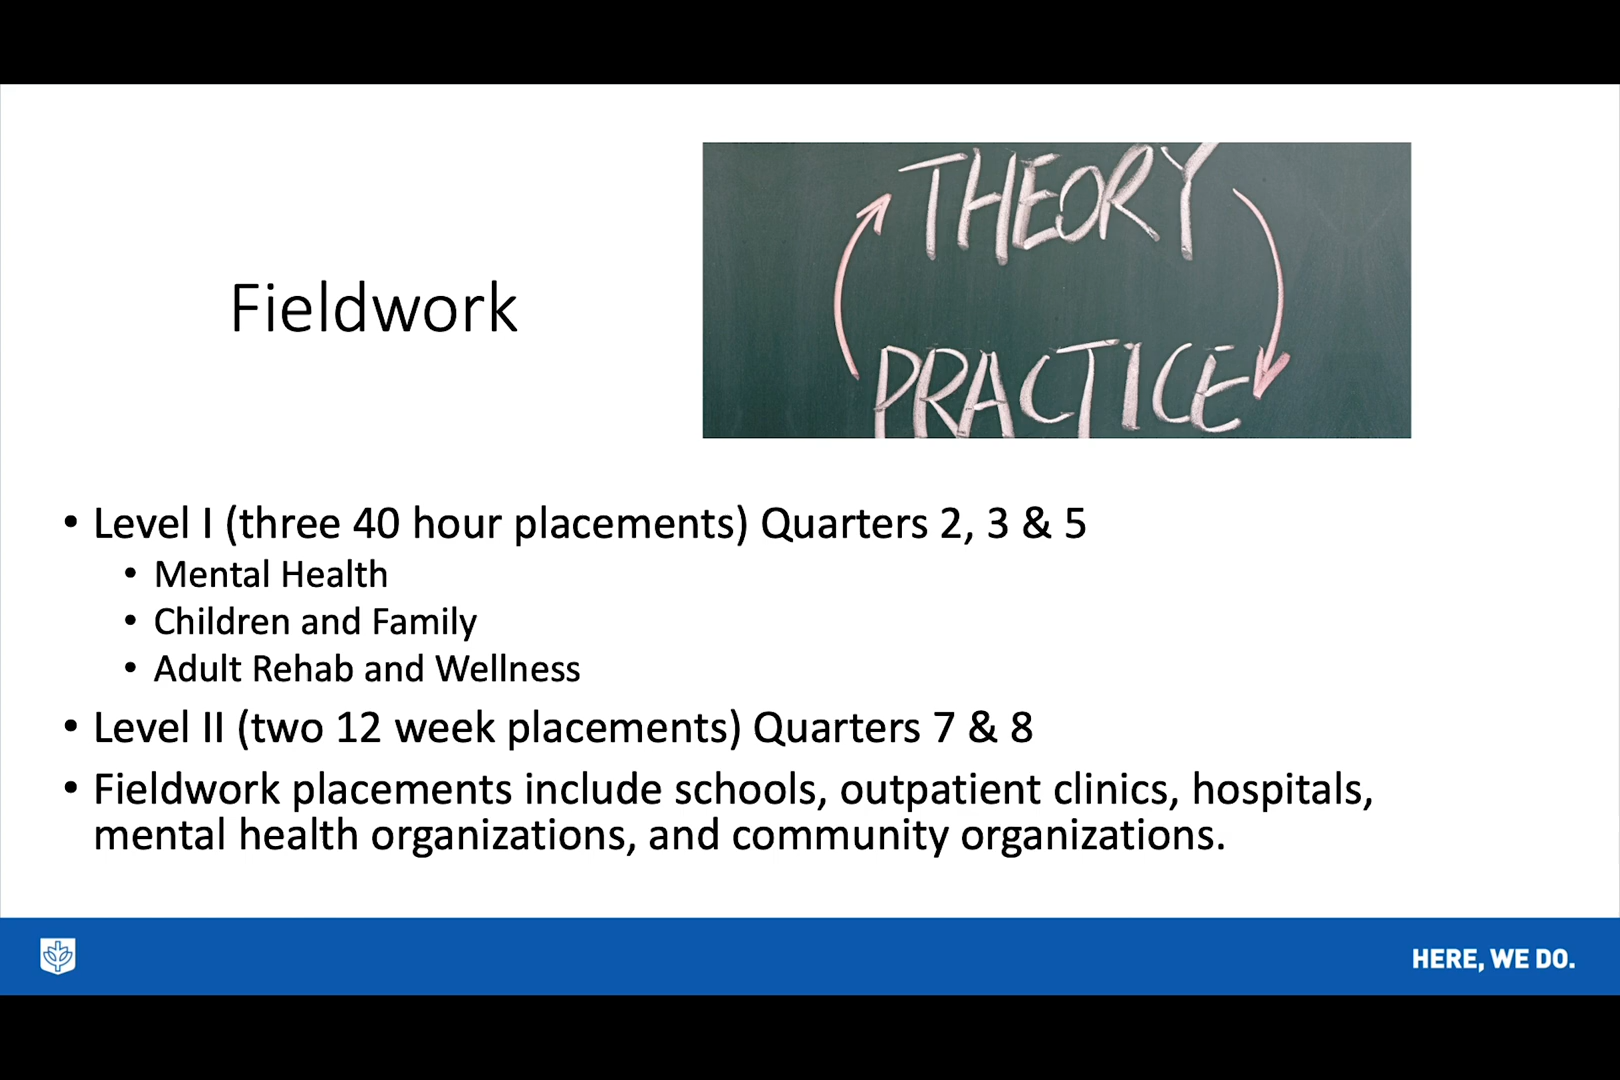 THEORY
PRACTICE
Fieldwork
• Level I (three 40 hour placements) Quarters 2, 3 & 5
• Mental Health
• Children and Family
• Adult Rehab and Wellness
• Level II (two 12 week placements) Quarters 7 & 8
• Fieldwork placements include schools, outpatient clinics, hospitals,
mental health organizations, and community organizations.
HERE, WE DO.